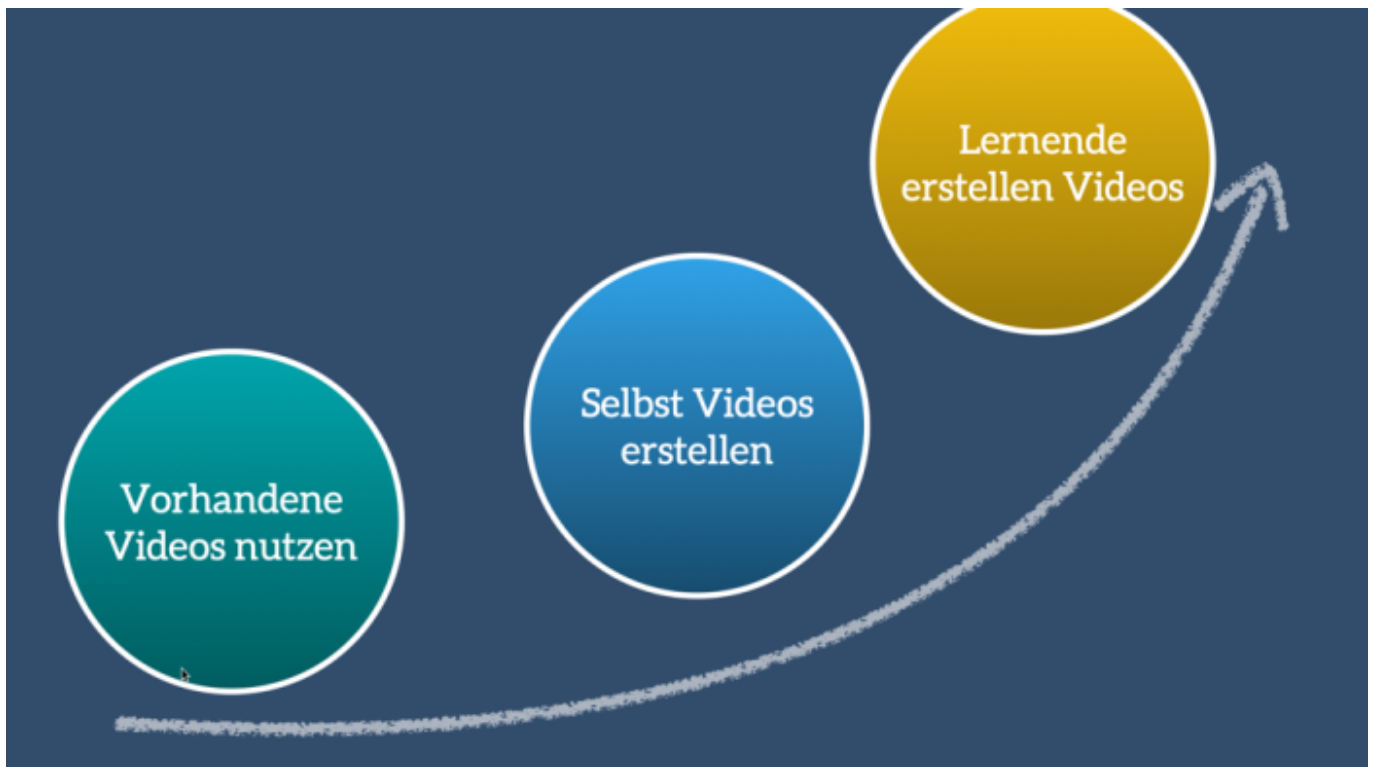 Vorhandene
Videos nutzen
Selbst Videos
erstellen
Lernende
erstellen Videos